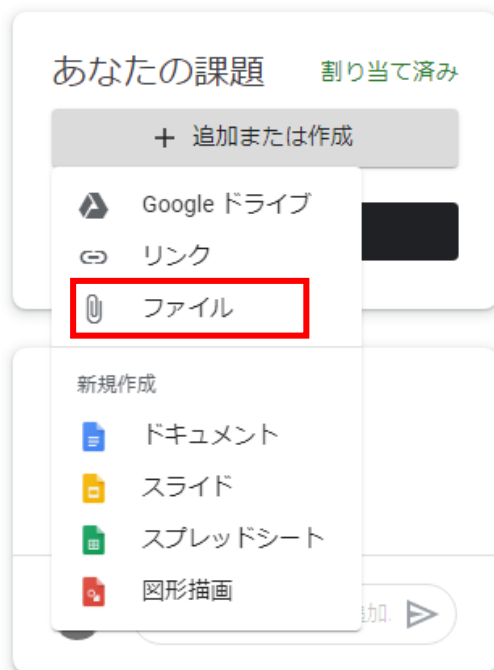 あなたの課題 割り当て済み
+ 追加または作成
Google ドライブ
リンク
ファイル
新規作成
ドキュメント
スライド
スプレッドシート
図形描画
追加